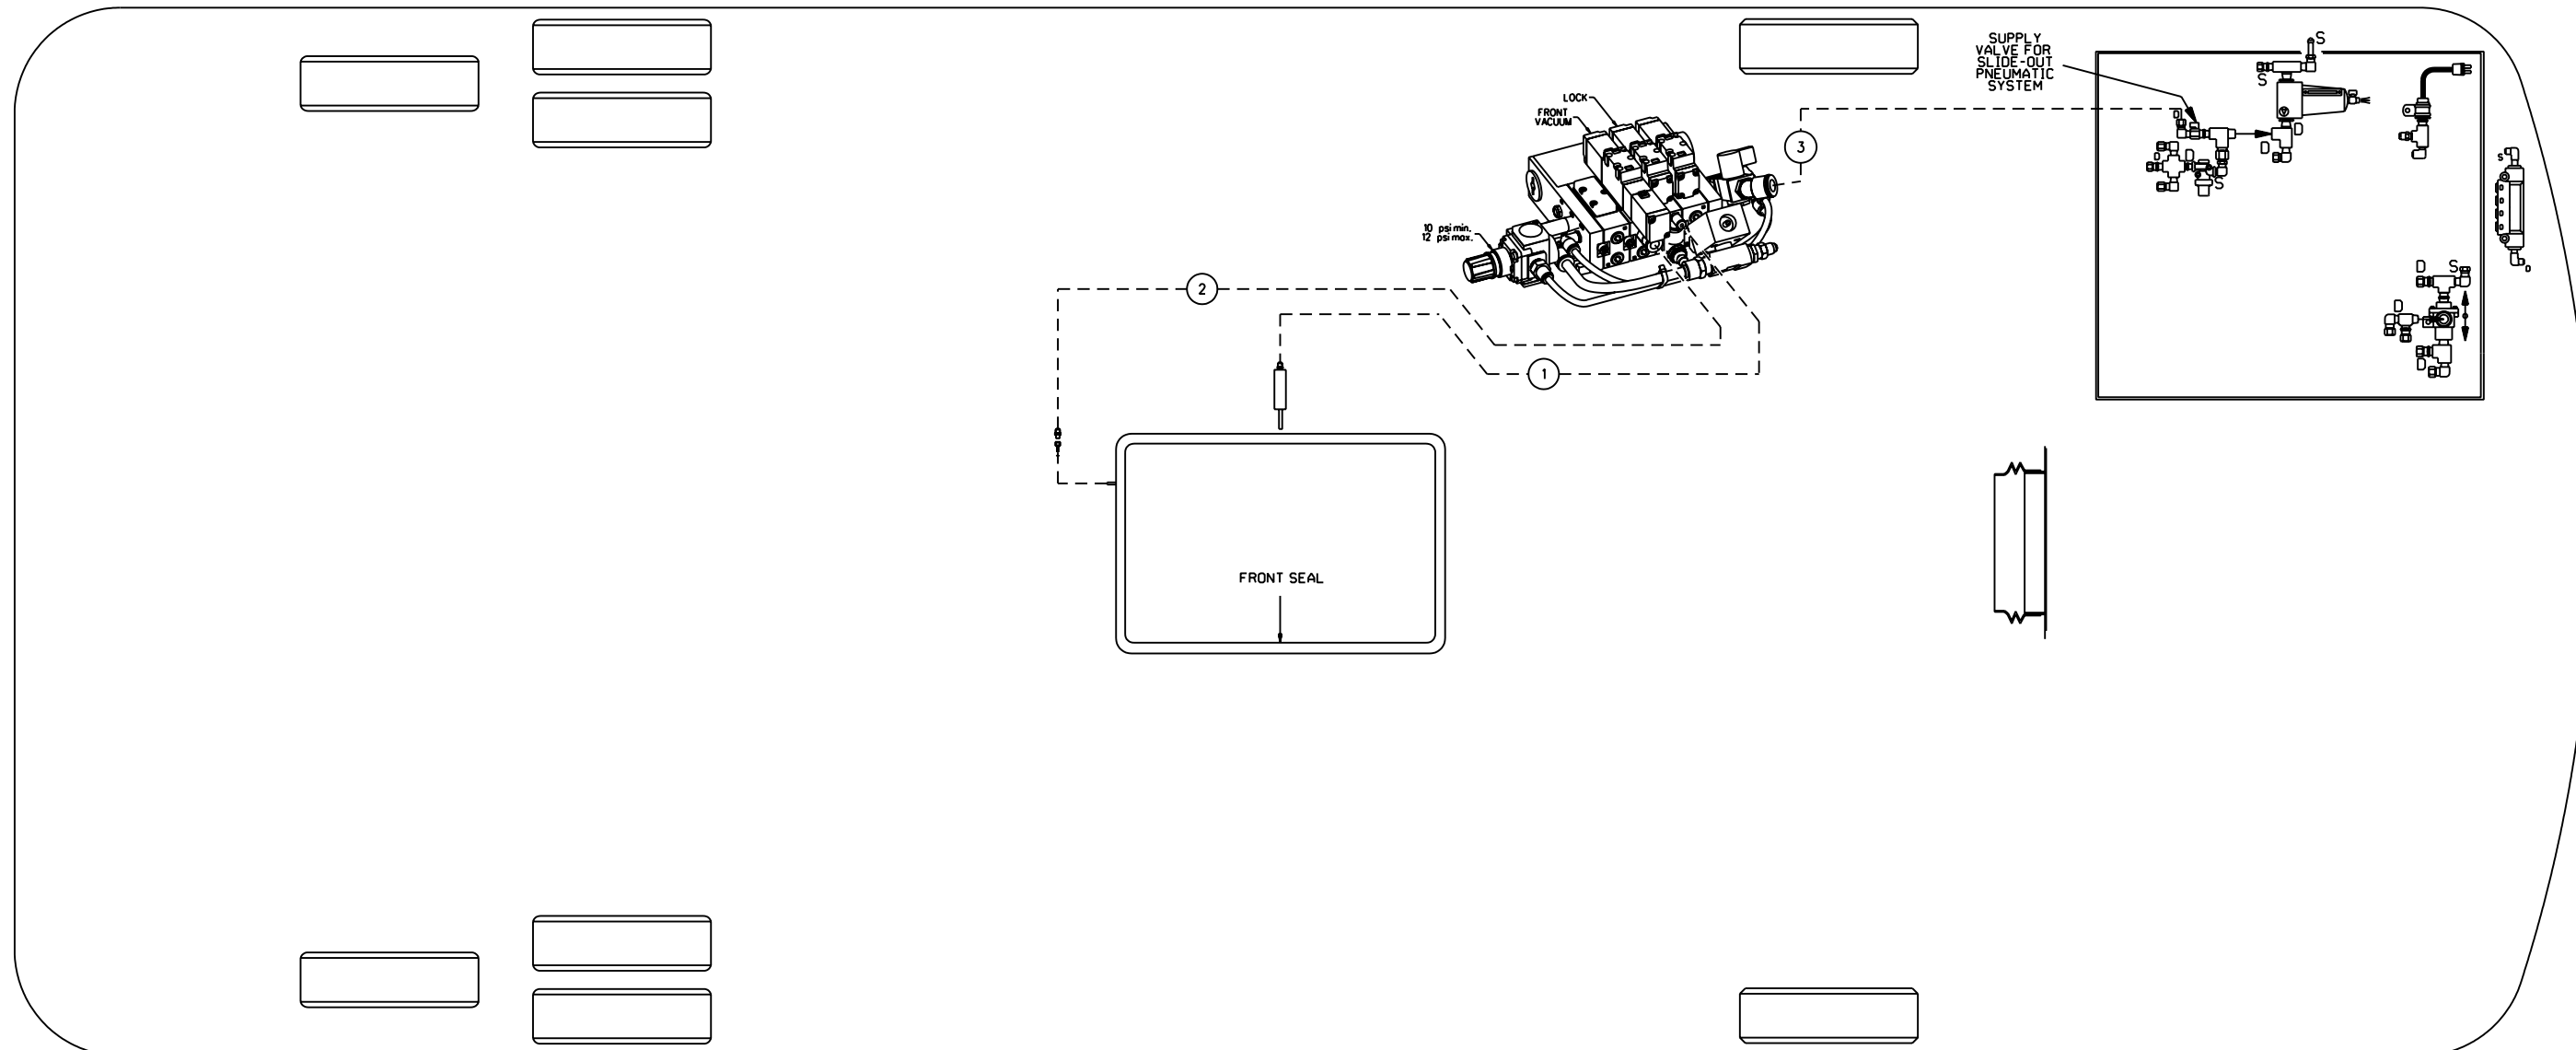 SUPPLY
VALVE FOR
SLIDE-OUT
PNEUMATIC
SYSTEM
S
S
D
D
D
D
D
S
LOCK
FRONT
VACUUM
3
10 psi min.
12 psi max.
2
1
S
D
D
S
D
D
FRONT SEAL